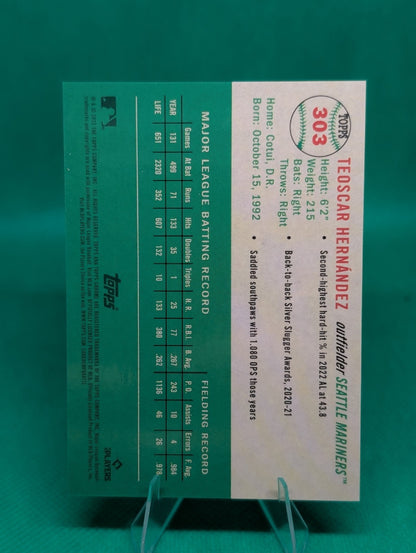 TOPPS
303
TEOSCAR HERNÁNDEZ outfielder SEATTLE MARINERS™
Height: 6'2" Weight: 215
Bats: Right Throws: Right
Home: Cotui, D.R.
Born: October 15, 1992
• Second-highest hard-hit % in 2022 AL at 43.8
• Back-to-back Silver Slugger Awards, 2020-21
• Saddled southpaws with 1.080 OPS those years
MAJOR LEAGUE BATTING RECORD FIELDING RECORD
Games At Bat Runs Hits Doubles Triples H.R. R.B.I. B. Avg. P.O. Assists Errors F. Avg.
YEAR 131 499 71 133 35 1 25 77 .267 243 10 4 .984
LIFE 651 2320 352 607 132 10 133 380 .262 1136 46 26 .978
topps
PLAYERS